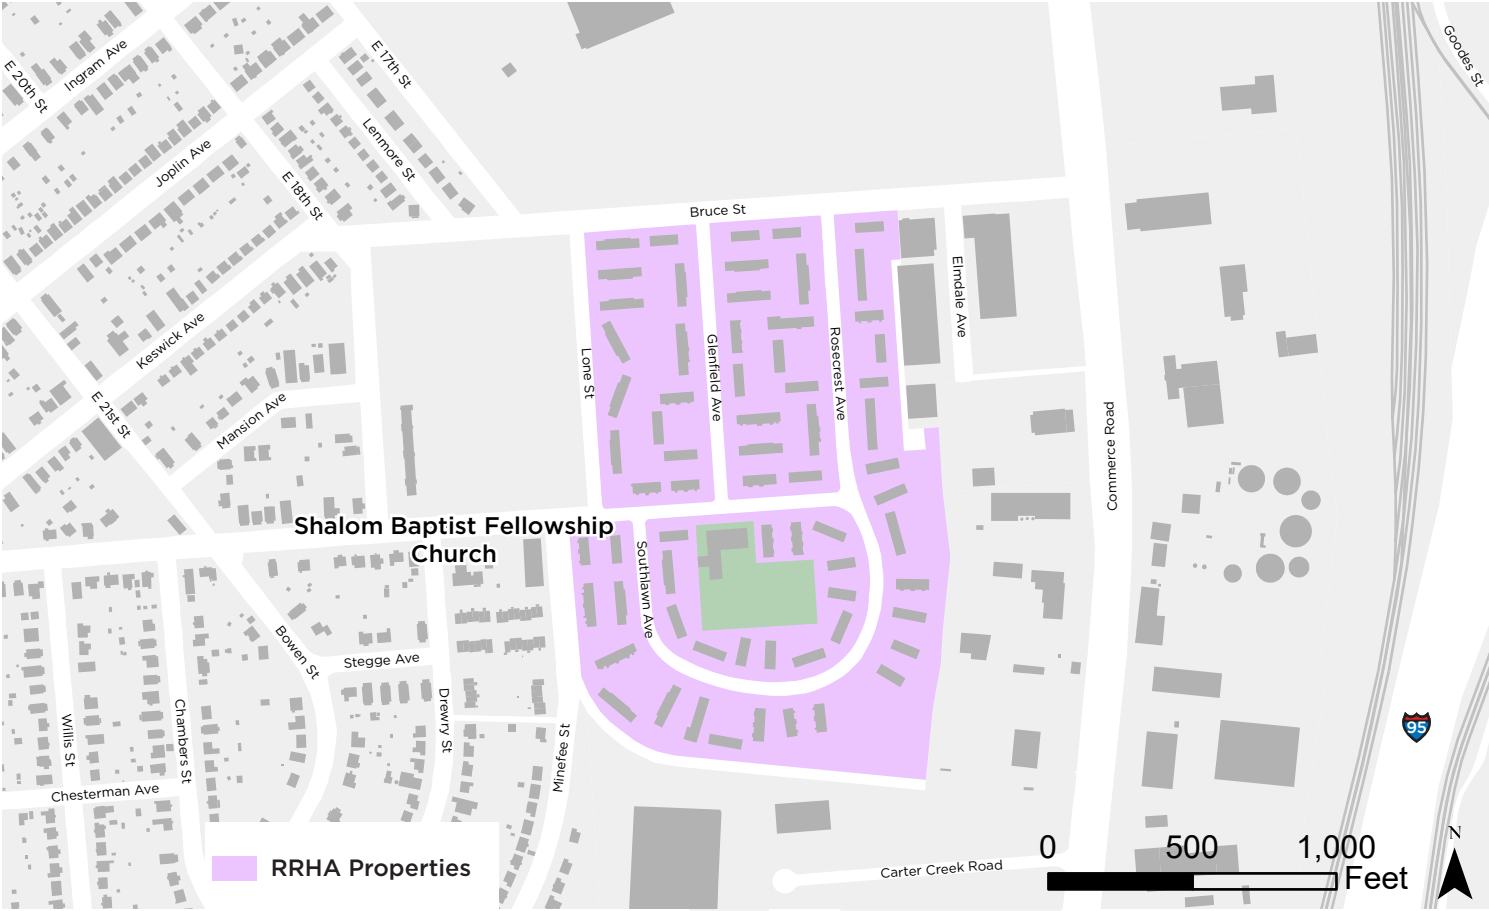 Goodes St
E 17th St
Ingram Ave
E 20th St
Lenmore St
Joplin Ave
E 18th St
Bruce St
Elmdale Ave
Keswick Ave
Rosecrest Ave
Glenfield Ave
Lone St
E 21st St
Mansion Ave
Commerce Road
Shalom Baptist Fellowship
Church
Southlawn Ave
Bowen St
Stegge Ave
Drewry St
Chambers St
Willis St
Minefee St
95
Chesterman Ave
N
0 500 1,000
Feet
RRHA Properties
Carter Creek Road